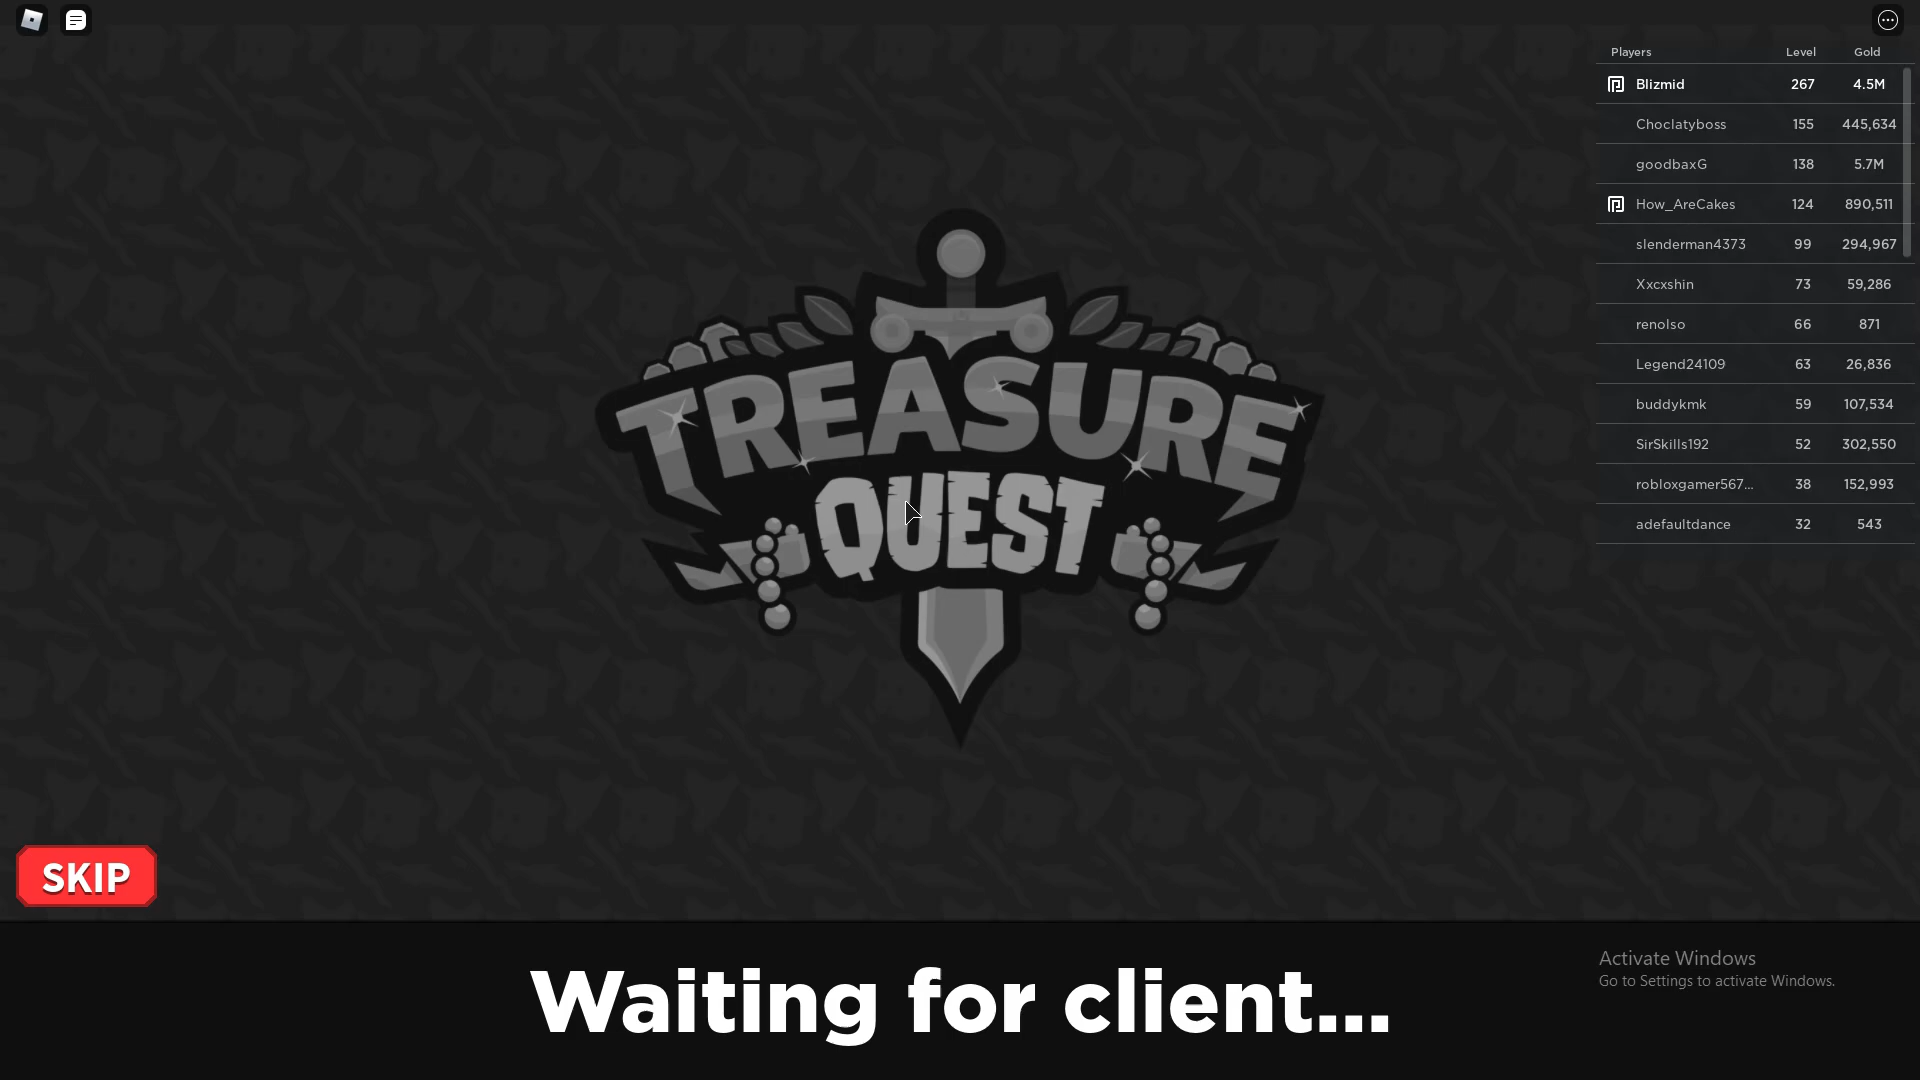 Players Level Gold
Blizmid 267 4.5M
Choclatyboss 155 445,634
goodbaxG 138 5.7M
How_AreCakes 124 890,511
slenderman4373 99 294,967
Xxcxshin 73 59,286
renolso 66 871
Legend24109 63 26,836
buddykmk 59 107,534
SirSkills192 52 302,550
robloxgamer567... 38 152,993
adefaultdance 32 543
TREASURE
QUEST
SKIP
Waiting for client...
Activate Windows
Go to Settings to activate Windows.